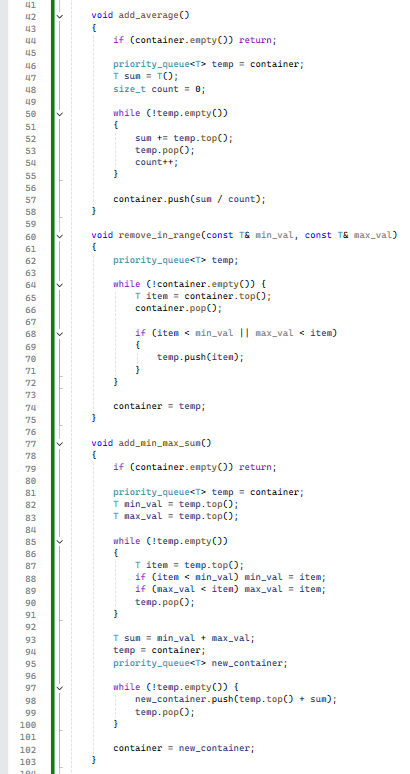 41
42 void add_average()
43 {
44 if (container.empty()) return;
45
46 priority_queue<T> temp = container;
47 T sum = T();
48 size_t count = 0;
49
50 while (!temp.empty())
51 {
52 sum += temp.top();
53 temp.pop();
54 count++;
55 }
56
57 container.push(sum / count);
58 }
59
60 void remove_in_range(const T& min_val, const T& max_val)
61 {
62 priority_queue<T> temp;
63
64 while (!container.empty()) {
65 T item = container.top();
66 container.pop();
67
68 if (item < min_val || max_val < item)
69 {
70 temp.push(item);
71 }
72 }
73
74 container = temp;
75 }
76
77 void add_min_max_sum()
78 {
79 if (container.empty()) return;
80
81 priority_queue<T> temp = container;
82 T min_val = temp.top();
83 T max_val = temp.top();
84
85 while (!temp.empty())
86 {
87 T item = temp.top();
88 if (item < min_val) min_val = item;
89 if (max_val < item) max_val = item;
90 temp.pop();
91 }
92
93 T sum = min_val + max_val;
94 temp = container;
95 priority_queue<T> new_container;
96
97 while (!temp.empty()) {
98 new_container.push(temp.top() + sum);
99 temp.pop();
100 }
101
102 container = new_container;
103 }
104